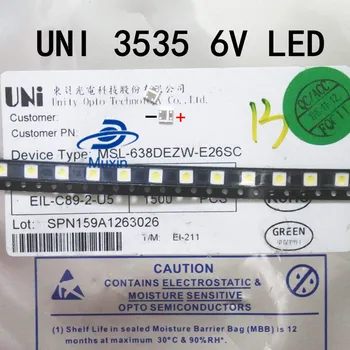 UNI 3535 6V LED
UNi
東貝光電科技股份有限公司
Unity Opto Technology Co., Ltd.
QC/ACC
Customer:
Customer PN:
Muxin
Device Type: MSL-638DEZW-E26SC
EIL-C89-2-U5 1500 PCS
Lot: SPN159A1263026
T/M: EI-211
GREEN
CONTAINS ELECTROSTATIC &
MOISTURE SENSITIVE
OPTO SEMICONDUCTORS
(1) Shelf Life in sealed Moisture Barrier Bag (MBB) is 12
months at maximum 30°C & 90%RH*.